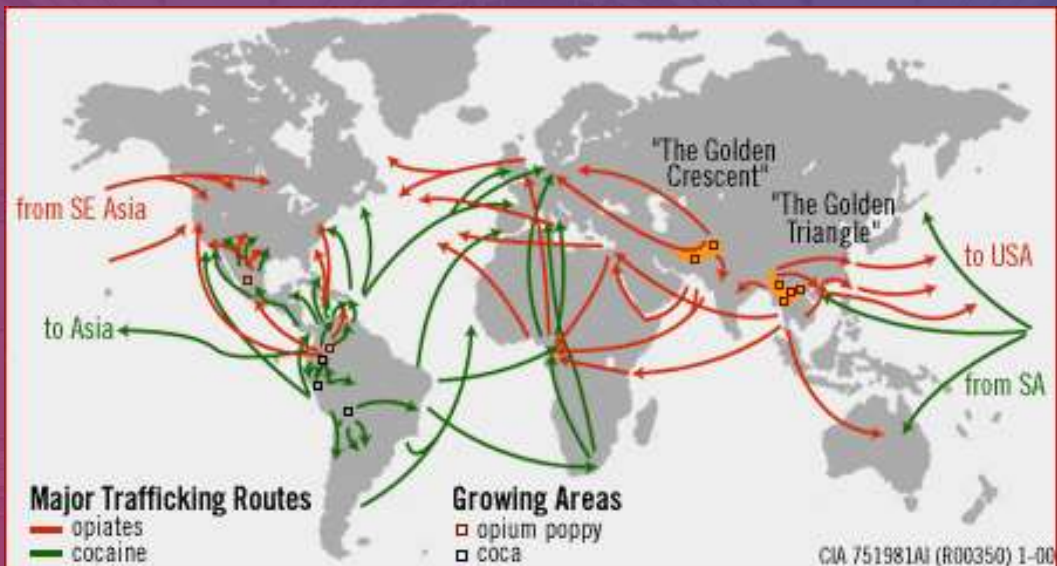 "The Golden
Crescent"
"The Golden
Triangle"
from SE Asia
to USA
to Asia
from SA
Major Trafficking Routes
opiates
cocaine
Growing Areas
opium poppy
coca
CIA 751981AI (R00350) 1-00